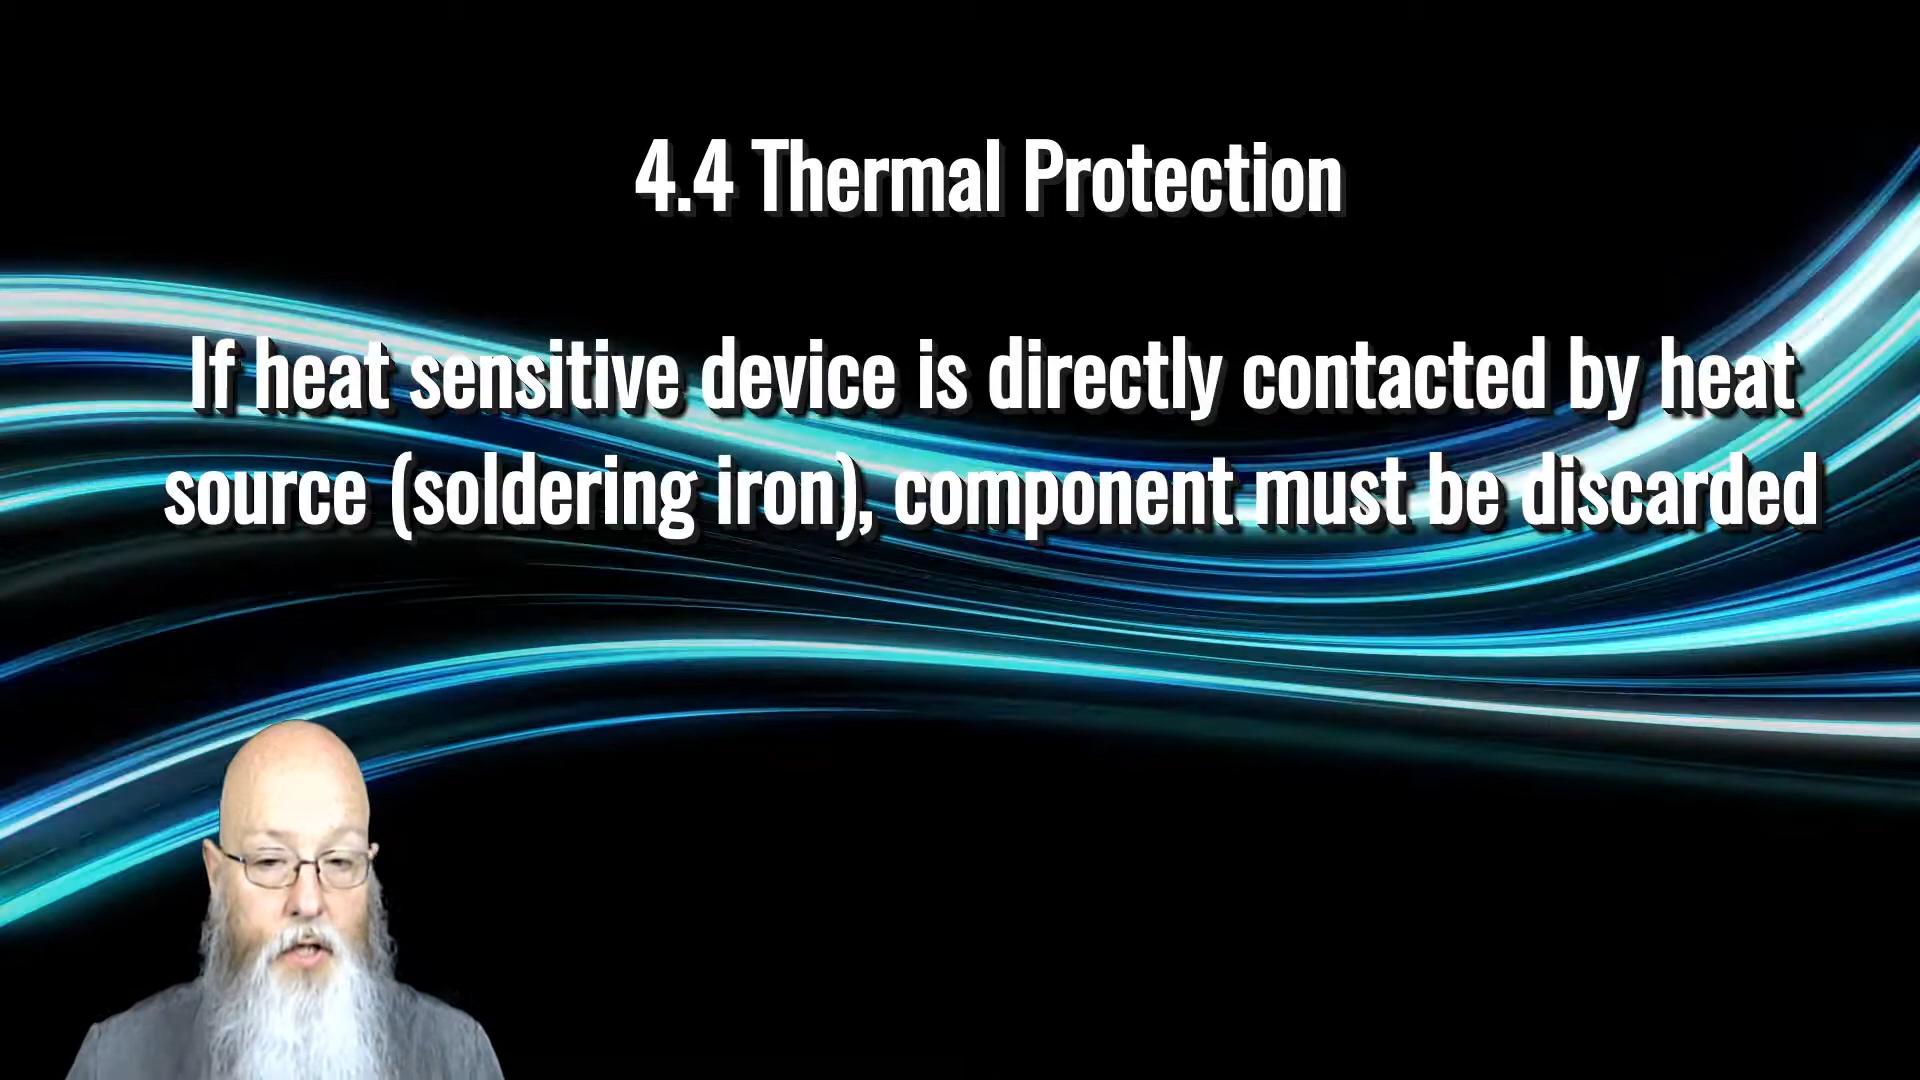 4.4 Thermal Protection
If heat sensitive device is directly contacted by heat
source (soldering iron), component must be discarded